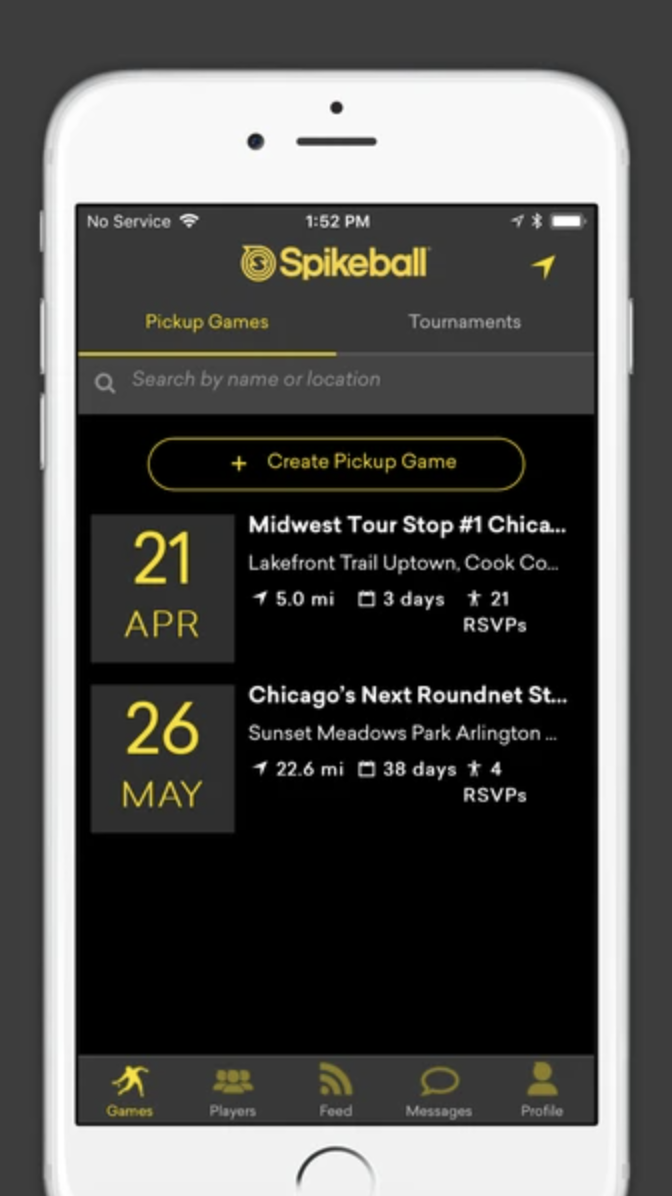 No Service 1:52 PM
Spikeball
Pickup Games Tournaments
Search by name or location
+ Create Pickup Game
21 APR
Midwest Tour Stop #1 Chica...
Lakefront Trail Uptown, Cook Co...
5.0 mi 3 days 21 RSVPs
26 MAY
Chicago’s Next Roundnet St...
Sunset Meadows Park Arlington ...
22.6 mi 38 days 4 RSVPs
Games Players Feed Messages Profile